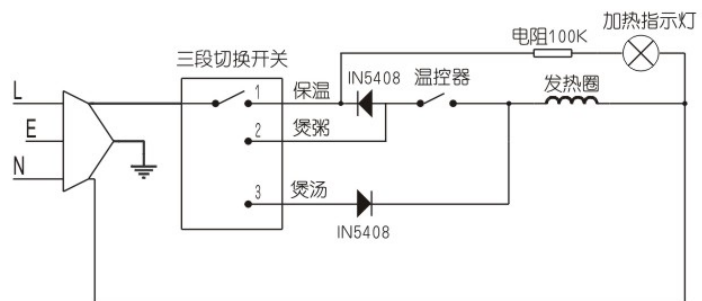 加热指示灯
电阻100K
三段切换开关
L
1
保温
IN5408
温控器
发热圈
E
2
煲粥
N
3
煲汤
IN5408